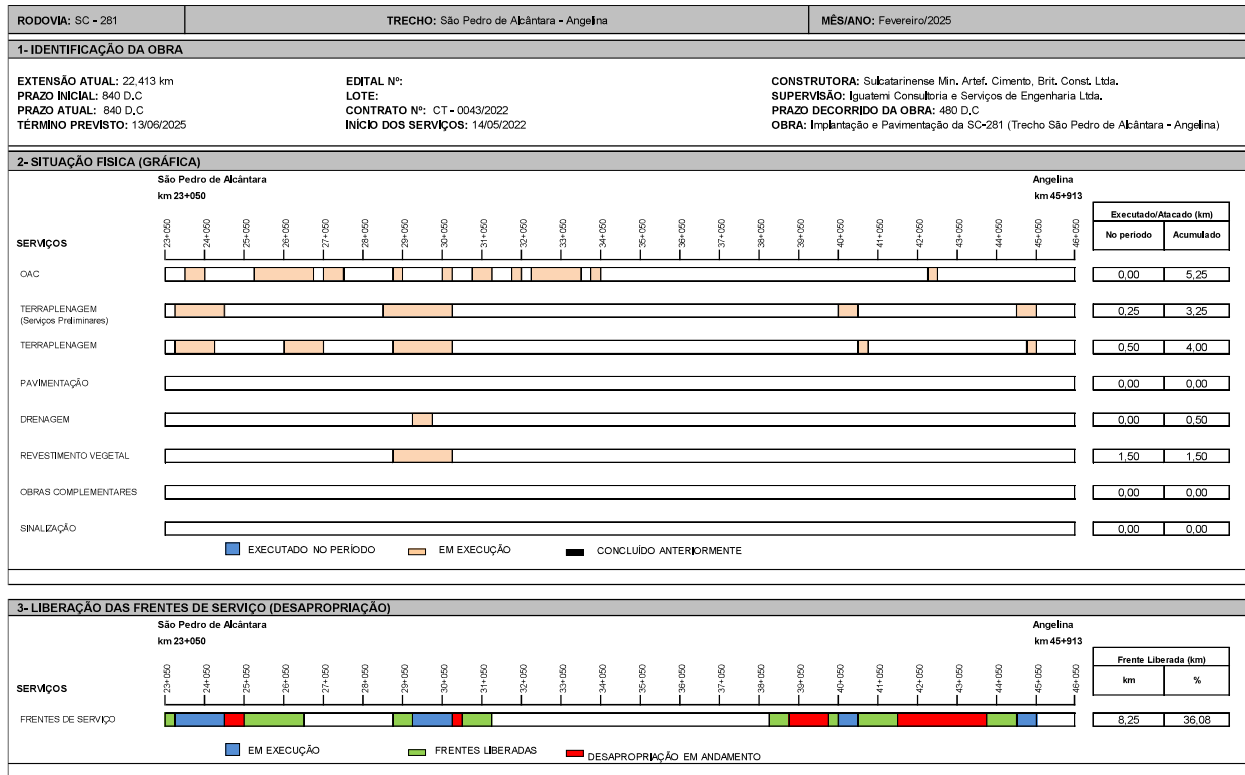 RODOVIA: SC - 281 TRECHO: São Pedro de Alcântara - Angelina MÊS/ANO: Fevereiro/2025
1- IDENTIFICAÇÃO DA OBRA
EXTENSÃO ATUAL: 22,413 km EDITAL Nº: CONSTRUTORA: Sulcatarinense Min. Artef. Cimento, Brit. Const. Ltda.
PRAZO INICIAL: 840 D.C LOTE: SUPERVISÃO: Iguatemi Consultoria e Serviços de Engenharia Ltda.
PRAZO ATUAL: 840 D.C CONTRATO Nº: CT - 0043/2022 PRAZO DECORRIDO DA OBRA: 480 D.C
TÉRMINO PREVISTO: 13/06/2025 INÍCIO DOS SERVIÇOS: 14/05/2022 OBRA: Implantação e Pavimentação da SC-281 (Trecho São Pedro de Alcântara - Angelina)
2- SITUAÇÃO FÍSICA (GRÁFICA)
São Pedro de Alcântara Angelina
km 23+050 km 45+913
Executado/Atacado (km)
SERVIÇOS 23+050 24+050 25+050 26+050 27+050 28+050 29+050 30+050 31+050 32+050 33+050 34+050 35+050 36+050 37+050 38+050 39+050 40+050 41+050 42+050 43+050 44+050 45+050 46+050 No período Acumulado
OAC 0,00 5,25
TERRAPLENAGEM 0,25 3,25
(Serviços Preliminares)
TERRAPLENAGEM 0,50 4,00
PAVIMENTAÇÃO 0,00 0,00
DRENAGEM 0,00 0,50
REVESTIMENTO VEGETAL 1,50 1,50
OBRAS COMPLEMENTARES 0,00 0,00
SINALIZAÇÃO 0,00 0,00
EXECUTADO NO PERÍODO EM EXECUÇÃO CONCLUÍDO ANTERIORMENTE
3- LIBERAÇÃO DAS FRENTES DE SERVIÇO (DESAPROPRIAÇÃO)
São Pedro de Alcântara Angelina
km 23+050 km 45+913
Frente Liberada (km)
SERVIÇOS 23+050 24+050 25+050 26+050 27+050 28+050 29+050 30+050 31+050 32+050 33+050 34+050 35+050 36+050 37+050 38+050 39+050 40+050 41+050 42+050 43+050 44+050 45+050 46+050 km %
FRENTES DE SERVIÇO 8,25 36,08
EM EXECUÇÃO FRENTES LIBERADAS DESAPROPRIAÇÃO EM ANDAMENTO